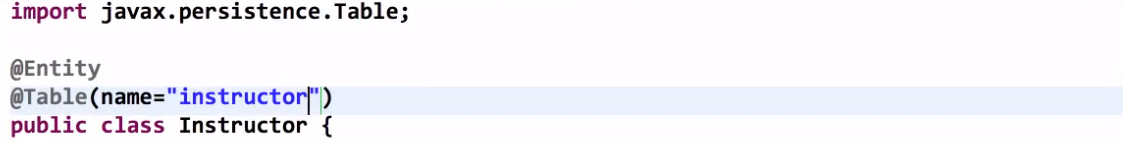 import javax.persistence.Table;
@Entity
@Table(name="instructor")
public class Instructor {